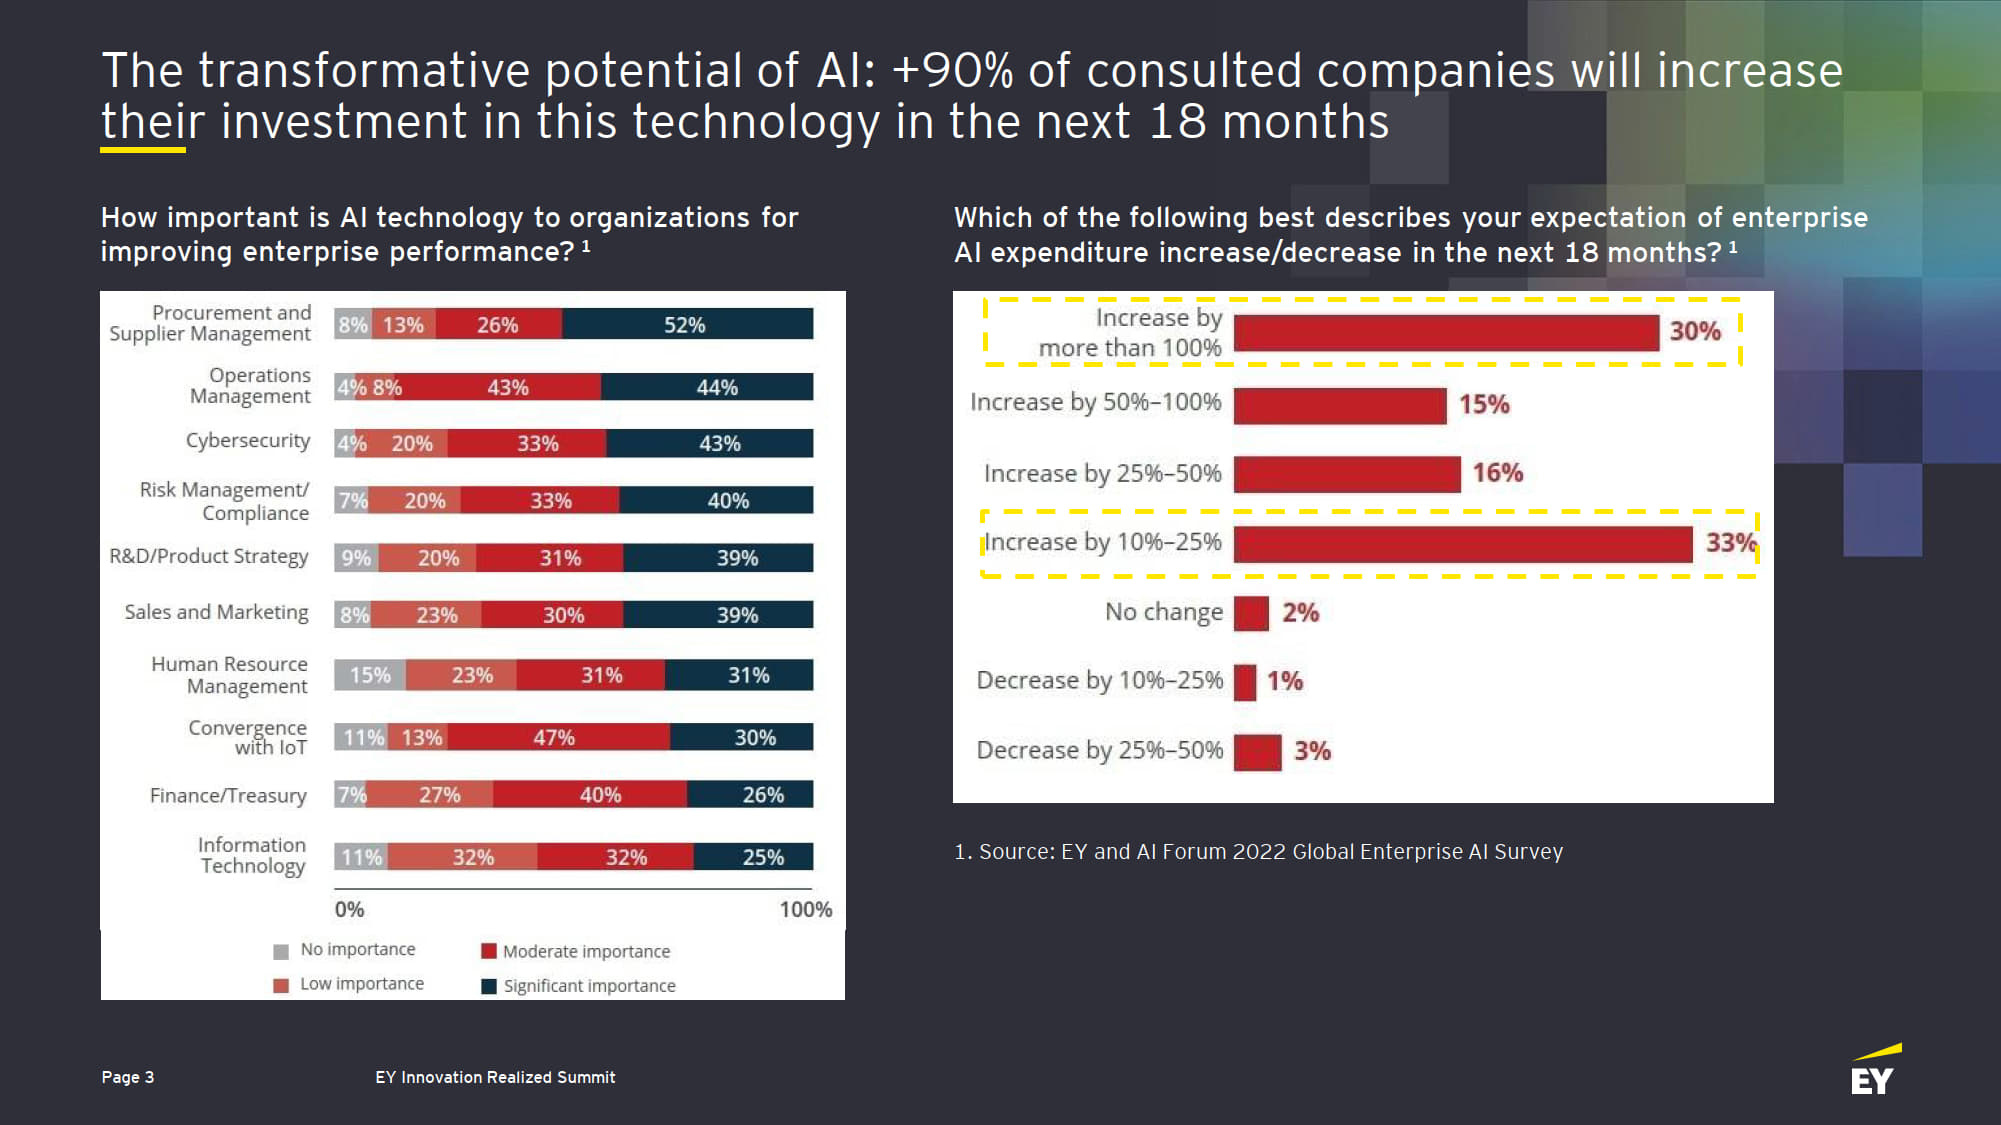 The transformative potential of AI: +90% of consulted companies will increase
their investment in this technology in the next 18 months
How important is AI technology to organizations for
improving enterprise performance? 1
Procurement and
Supplier Management
8% 13% 26% 52%
Operations
Management
4% 8% 43% 44%
Cybersecurity
4% 20% 33% 43%
Risk Management/
Compliance
7% 20% 33% 40%
R&D/Product Strategy
9% 20% 31% 39%
Sales and Marketing
8% 23% 30% 39%
Human Resource
Management
15% 23% 31% 31%
Convergence
with IoT
11% 13% 47% 30%
Finance/Treasury
7% 27% 40% 26%
Information
Technology
11% 32% 32% 25%
0% 100%
No importance
Moderate importance
Low importance
Significant importance
Which of the following best describes your expectation of enterprise
AI expenditure increase/decrease in the next 18 months? 1
Increase by
more than 100%
30%
Increase by 50%–100% 15%
Increase by 25%–50% 16%
Increase by 10%–25% 33%
No change 2%
Decrease by 10%–25% 1%
Decrease by 25%–50% 3%
1. Source: EY and AI Forum 2022 Global Enterprise AI Survey
Page 3
EY Innovation Realized Summit
EY